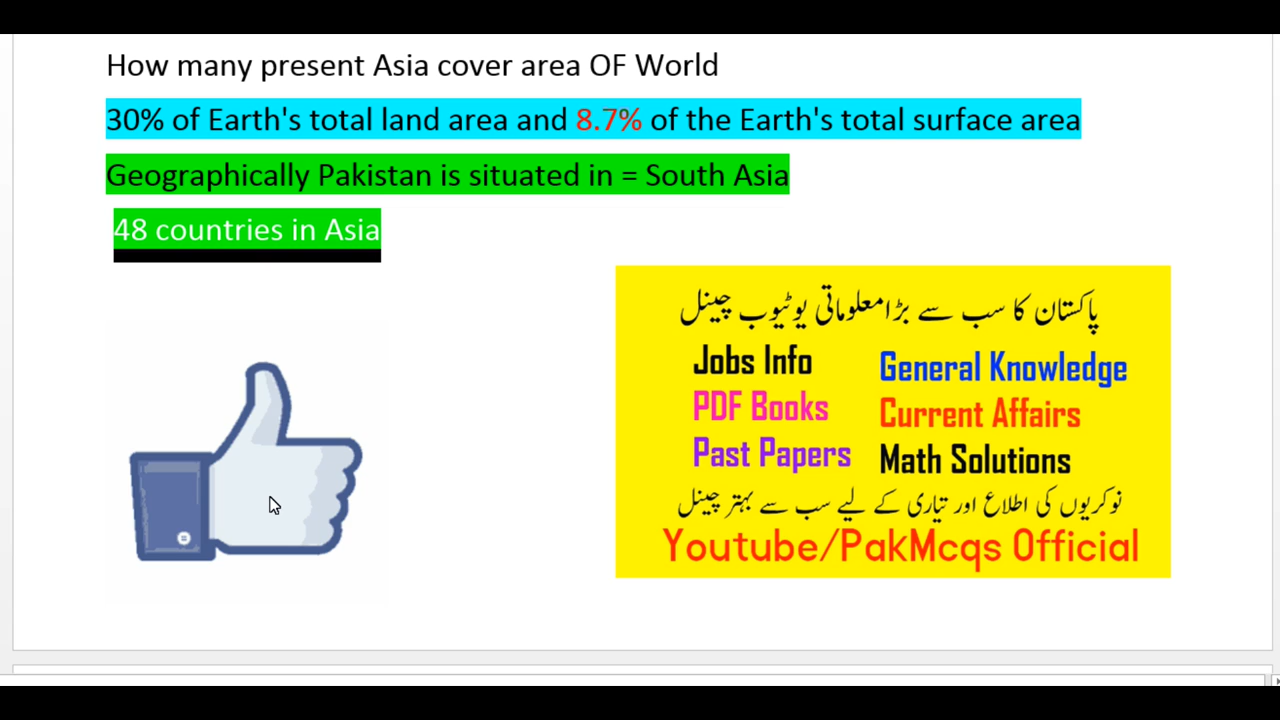 How many present Asia cover area OF World
30% of Earth's total land area and 8.7% of the Earth's total surface area
Geographically Pakistan is situated in = South Asia
48 countries in Asia
پاکستان کا سب سے بڑا معلوماتی یوٹیوب چینل
Jobs Info
General Knowledge
PDF Books
Current Affairs
Past Papers
Math Solutions
نوکریوں کی اطلاع اور تیاری کے لیے سب سے بہتر چینل
Youtube/PakMcqs Official